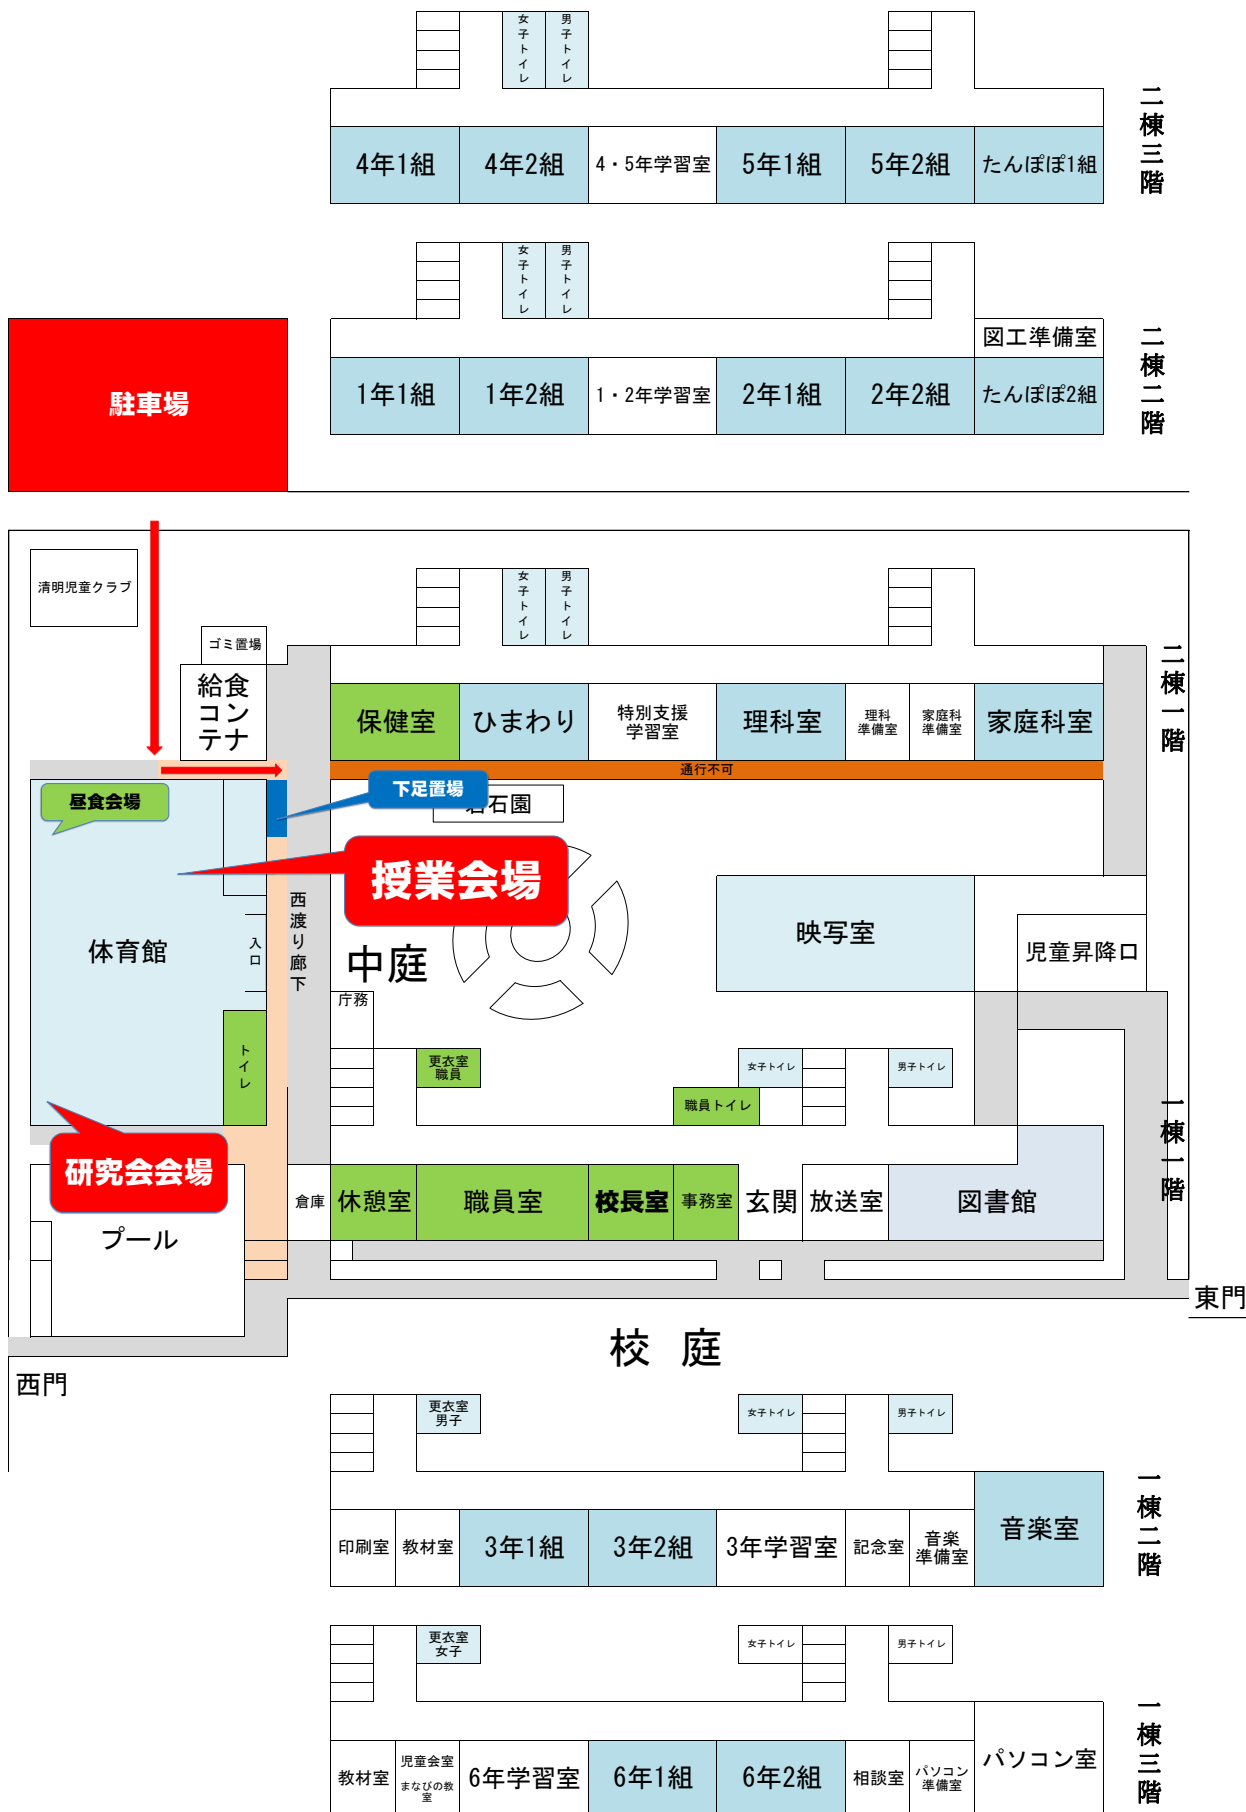 女子トイレ
男子トイレ
二棟三階
4年1組
4年2組
4・5年学習室
5年1組
5年2組
たんぽぽ1組
女子トイレ
男子トイレ
図工準備室
二棟二階
駐車場
1年1組
1年2組
1・2年学習室
2年1組
2年2組
たんぽぽ2組
清明児童クラブ
女子トイレ
男子トイレ
ゴミ置場
二棟一階
給食
コン
テナ
保健室
ひまわり
特別支援
学習室
理科室
理科
準備室
家庭科
準備室
家庭科室
通行不可
昼食会場
下足置場
石園
授業会場
西渡り廊下
体育館
入口
中庭
映写室
児童昇降口
庁務
トイレ
更衣室
職員
女子トイレ
男子トイレ
職員トイレ
一棟一階
研究会会場
倉庫
休憩室
職員室
校長室
事務室
玄関
放送室
図書館
プール
東門
校 庭
西門
更衣室
男子
女子トイレ
男子トイレ
一棟二階
印刷室
教材室
3年1組
3年2組
3年学習室
記念室
音楽
準備室
音楽室
更衣室
女子
女子トイレ
男子トイレ
一棟三階
教材室
児童会室
まなびの教
室
6年学習室
6年1組
6年2組
相談室
パソコン
準備室
パソコン室